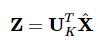 Z = U_K^T X̂